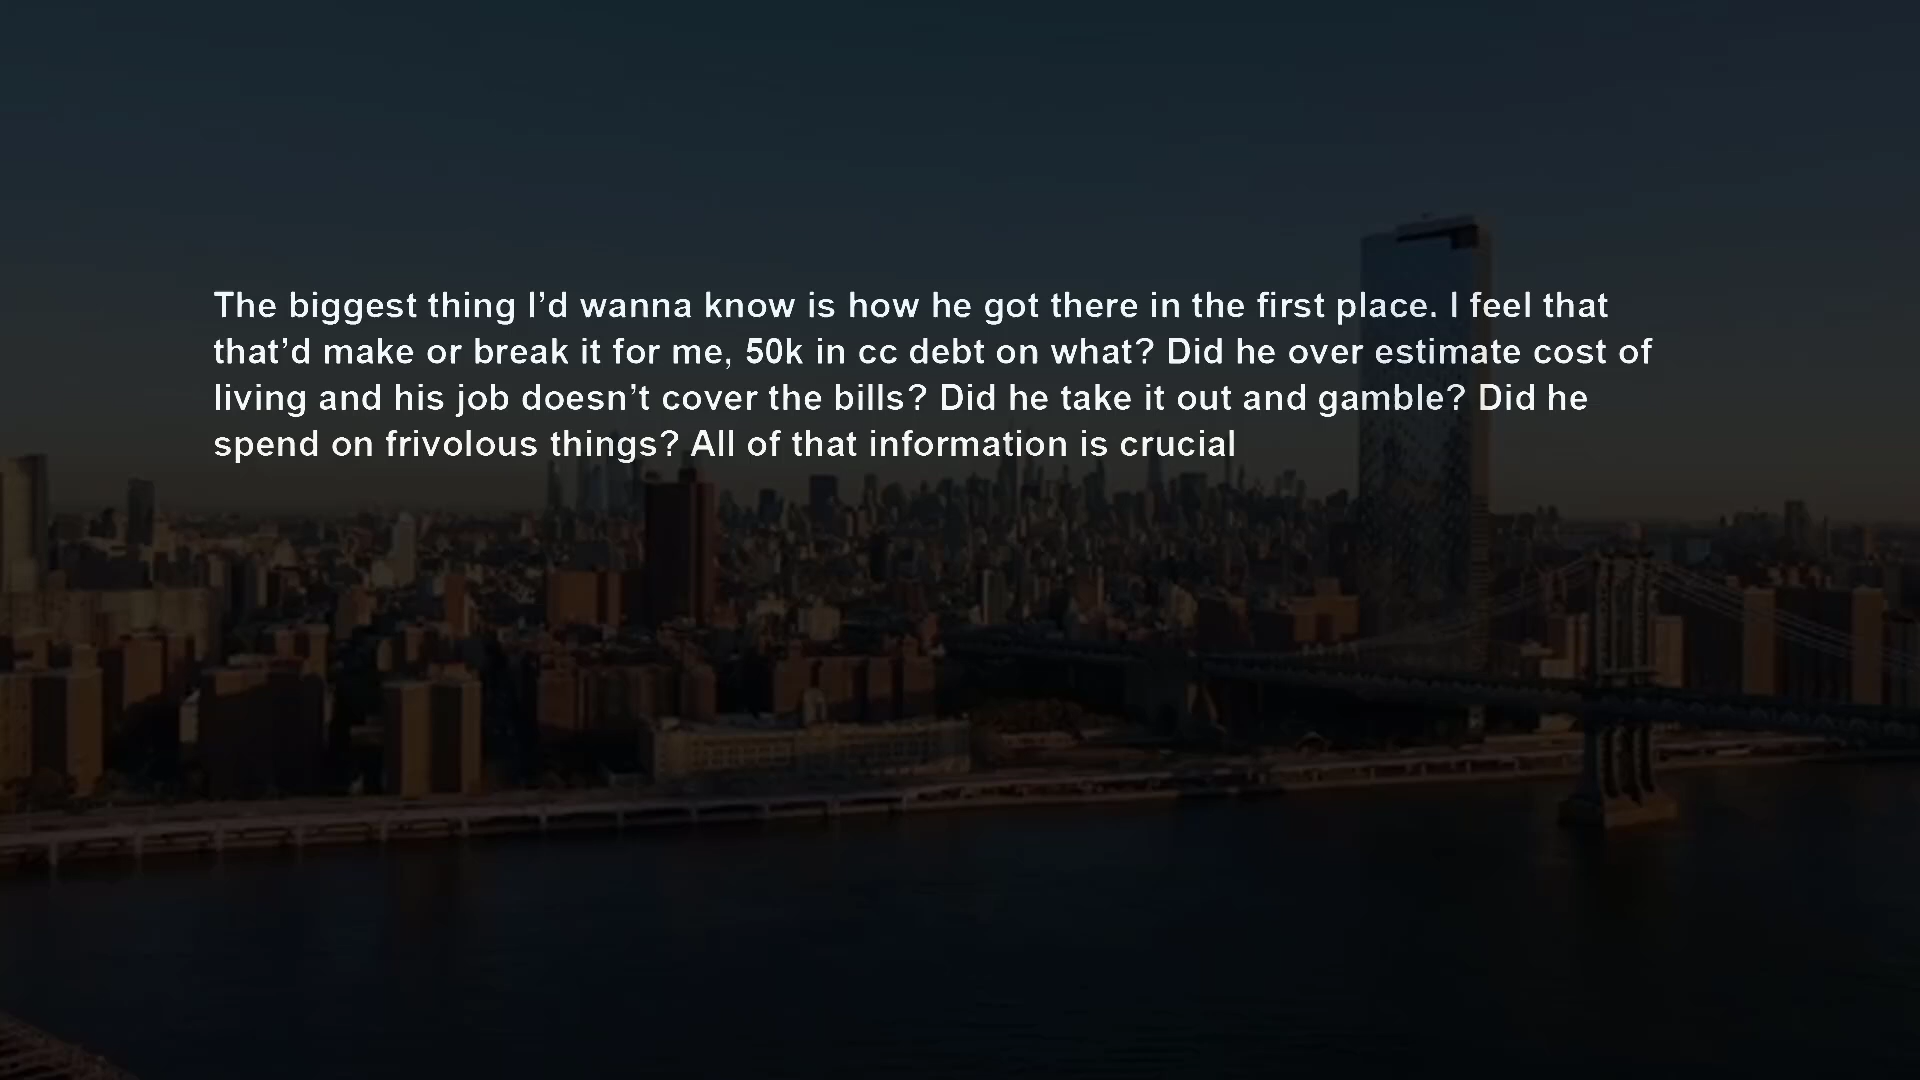 The biggest thing I’d wanna know is how he got there in the first place. I feel that
that’d make or break it for me, 50k in cc debt on what? Did he over estimate cost of
living and his job doesn’t cover the bills? Did he take it out and gamble? Did he
spend on frivolous things? All of that information is crucial